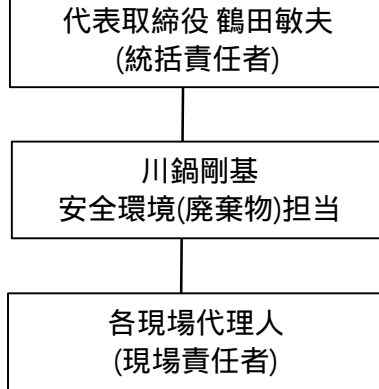 代表取締役 鶴田敏夫
(統括責任者)
川鍋剛基
安全環境(廃棄物)担当
各現場代理人
(現場責任者)